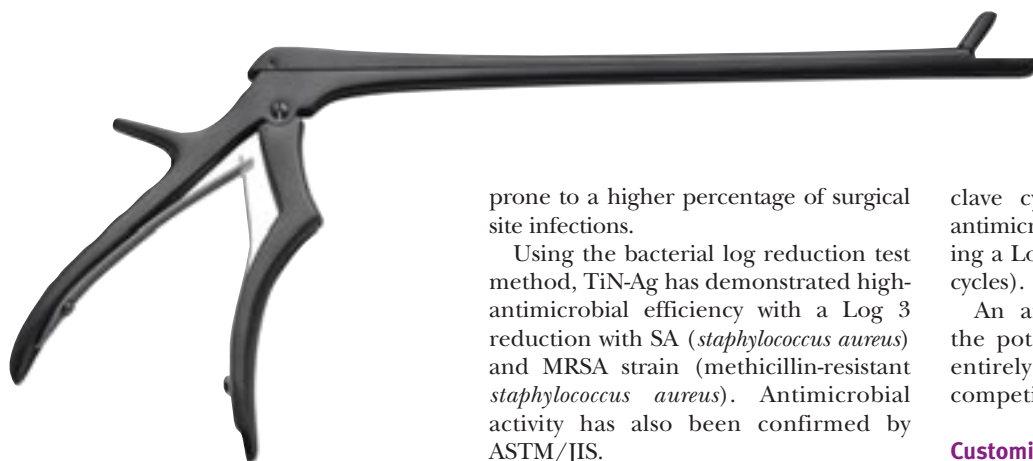 prone to a higher percentage of surgical
site infections.
Using the bacterial log reduction test
method, TiN-Ag has demonstrated high-
antimicrobial efficiency with a Log 3
reduction with SA (staphylococcus aureus)
and MRSA strain (methicillin-resistant
staphylococcus aureus). Antimicrobial
activity has also been confirmed by
ASTM/JIS.
clave cy
antimicr
ing a Lo
cycles).
An a
the pot
entirely
competi
Customi